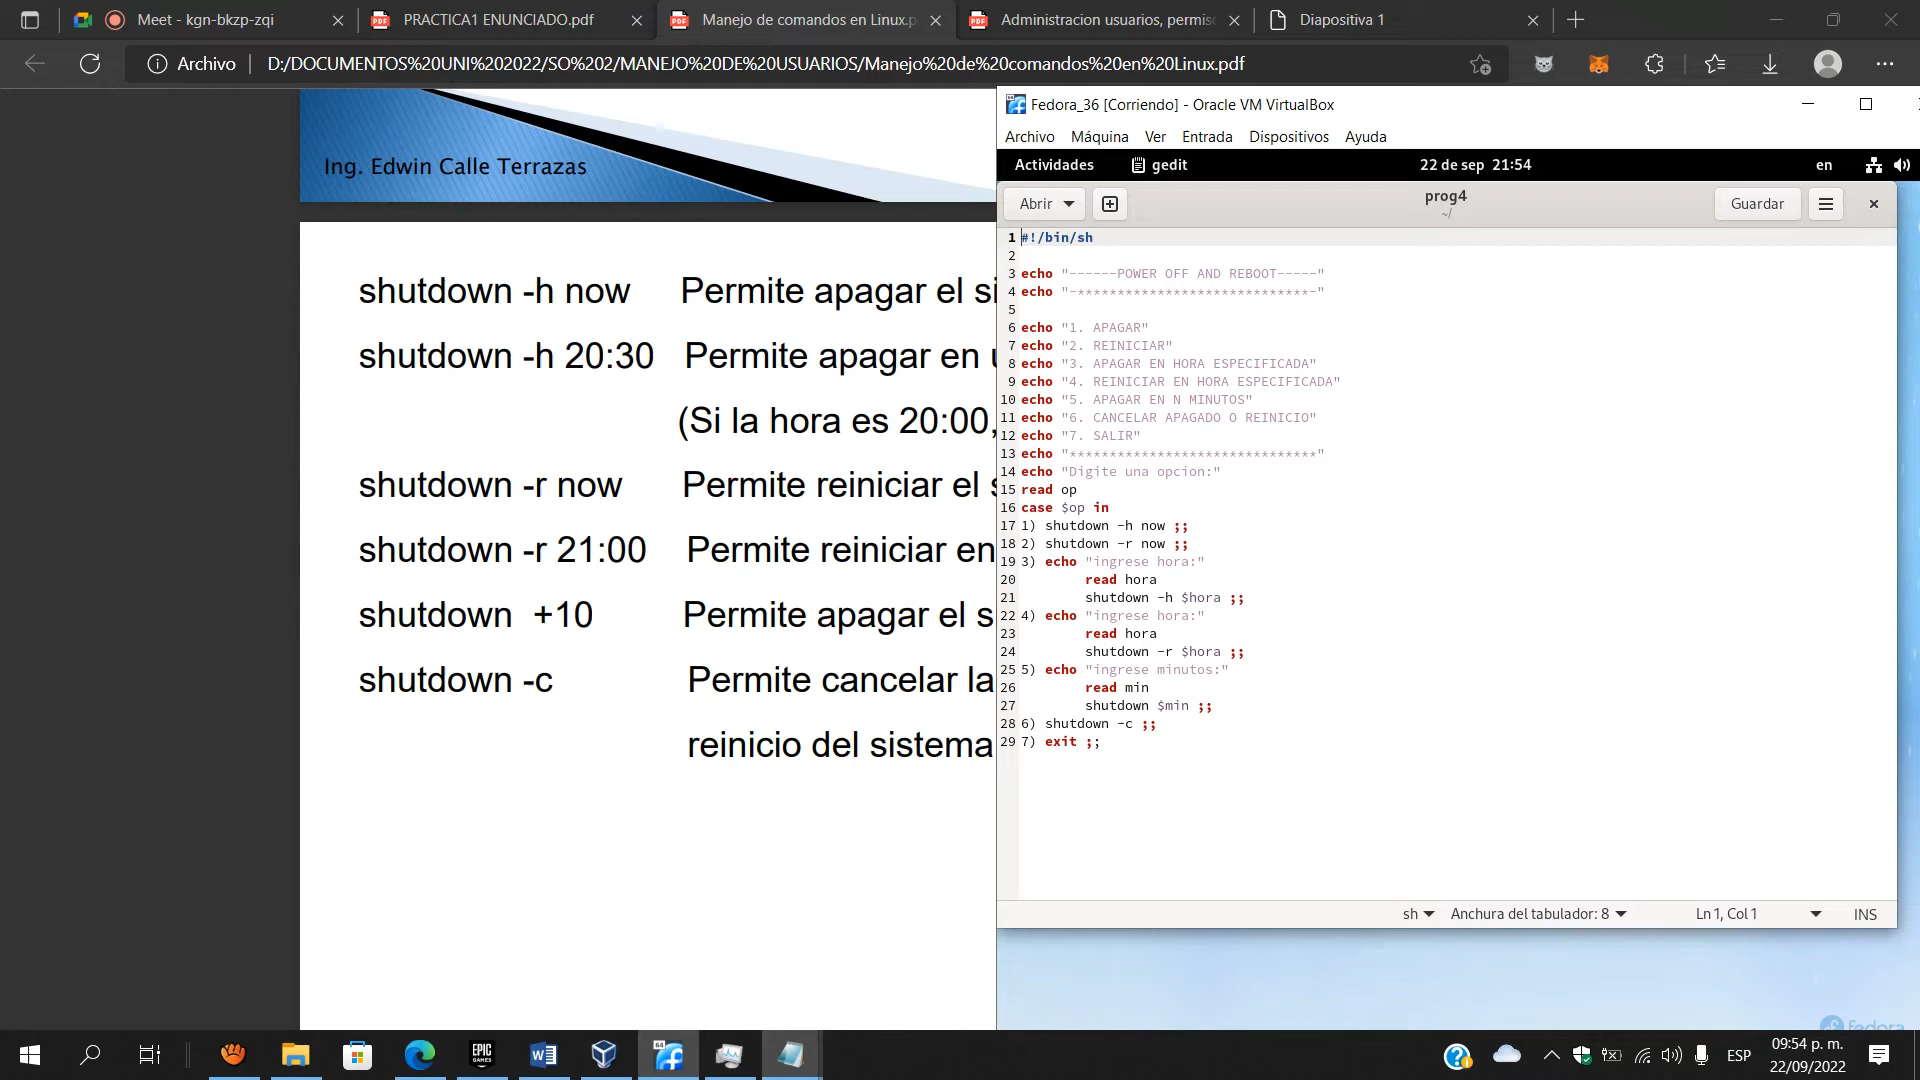 Meet - kgn-bkzp-zqi
PRACTICA1 ENUNCIADO.pdf
Manejo de comandos en Linux.p
Administracion usuarios, permiso
Diapositiva 1
Archivo
D:/DOCUMENTOS%20UNI%202022/SO%202/MANEJO%20DE%20USUARIOS/Manejo%20de%20comandos%20en%20Linux.pdf
Ing. Edwin Calle Terrazas
shutdown -h now Permite apagar el si
shutdown -h 20:30 Permite apagar en u
(Si la hora es 20:00,
shutdown -r now Permite reiniciar el s
shutdown -r 21:00 Permite reiniciar en
shutdown +10 Permite apagar el s
shutdown -c Permite cancelar la
reinicio del sistema
Fedora_36 [Corriendo] - Oracle VM VirtualBox
Archivo Máquina Ver Entrada Dispositivos Ayuda
Actividades gedit 22 de sep 21:54 en
Abrir prog4 Guardar
~/
1 #!/bin/sh
2
3 echo "------POWER OFF AND REBOOT-----"
4 echo "-*****************************-"
5
6 echo "1. APAGAR"
7 echo "2. REINICIAR"
8 echo "3. APAGAR EN HORA ESPECIFICADA"
9 echo "4. REINICIAR EN HORA ESPECIFICADA"
10 echo "5. APAGAR EN N MINUTOS"
11 echo "6. CANCELAR APAGADO O REINICIO"
12 echo "7. SALIR"
13 echo "*******************************"
14 echo "Digite una opcion:"
15 read op
16 case $op in
17 1) shutdown -h now ;;
18 2) shutdown -r now ;;
19 3) echo "ingrese hora:"
20 read hora
21 shutdown -h $hora ;;
22 4) echo "ingrese hora:"
23 read hora
24 shutdown -r $hora ;;
25 5) echo "ingrese minutos:"
26 read min
27 shutdown $min ;;
28 6) shutdown -c ;;
29 7) exit ;;
sh Anchura del tabulador: 8 Ln 1, Col 1 INS
fedora
EPIC GAMES
64
ESP
09:54 p. m.
22/09/2022